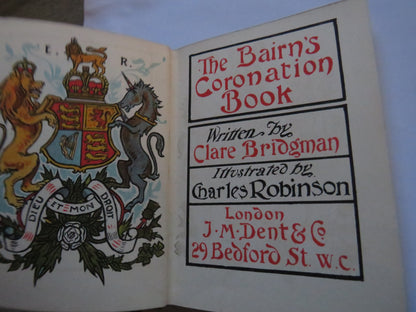 E. R.
DIEU ET MON DROIT
The Bairn's
Coronation
Book
Written by
Clare Bridgman
Illustrated by
Charles Robinson
London
J. M. Dent & Co
29 Bedford St. W.C.